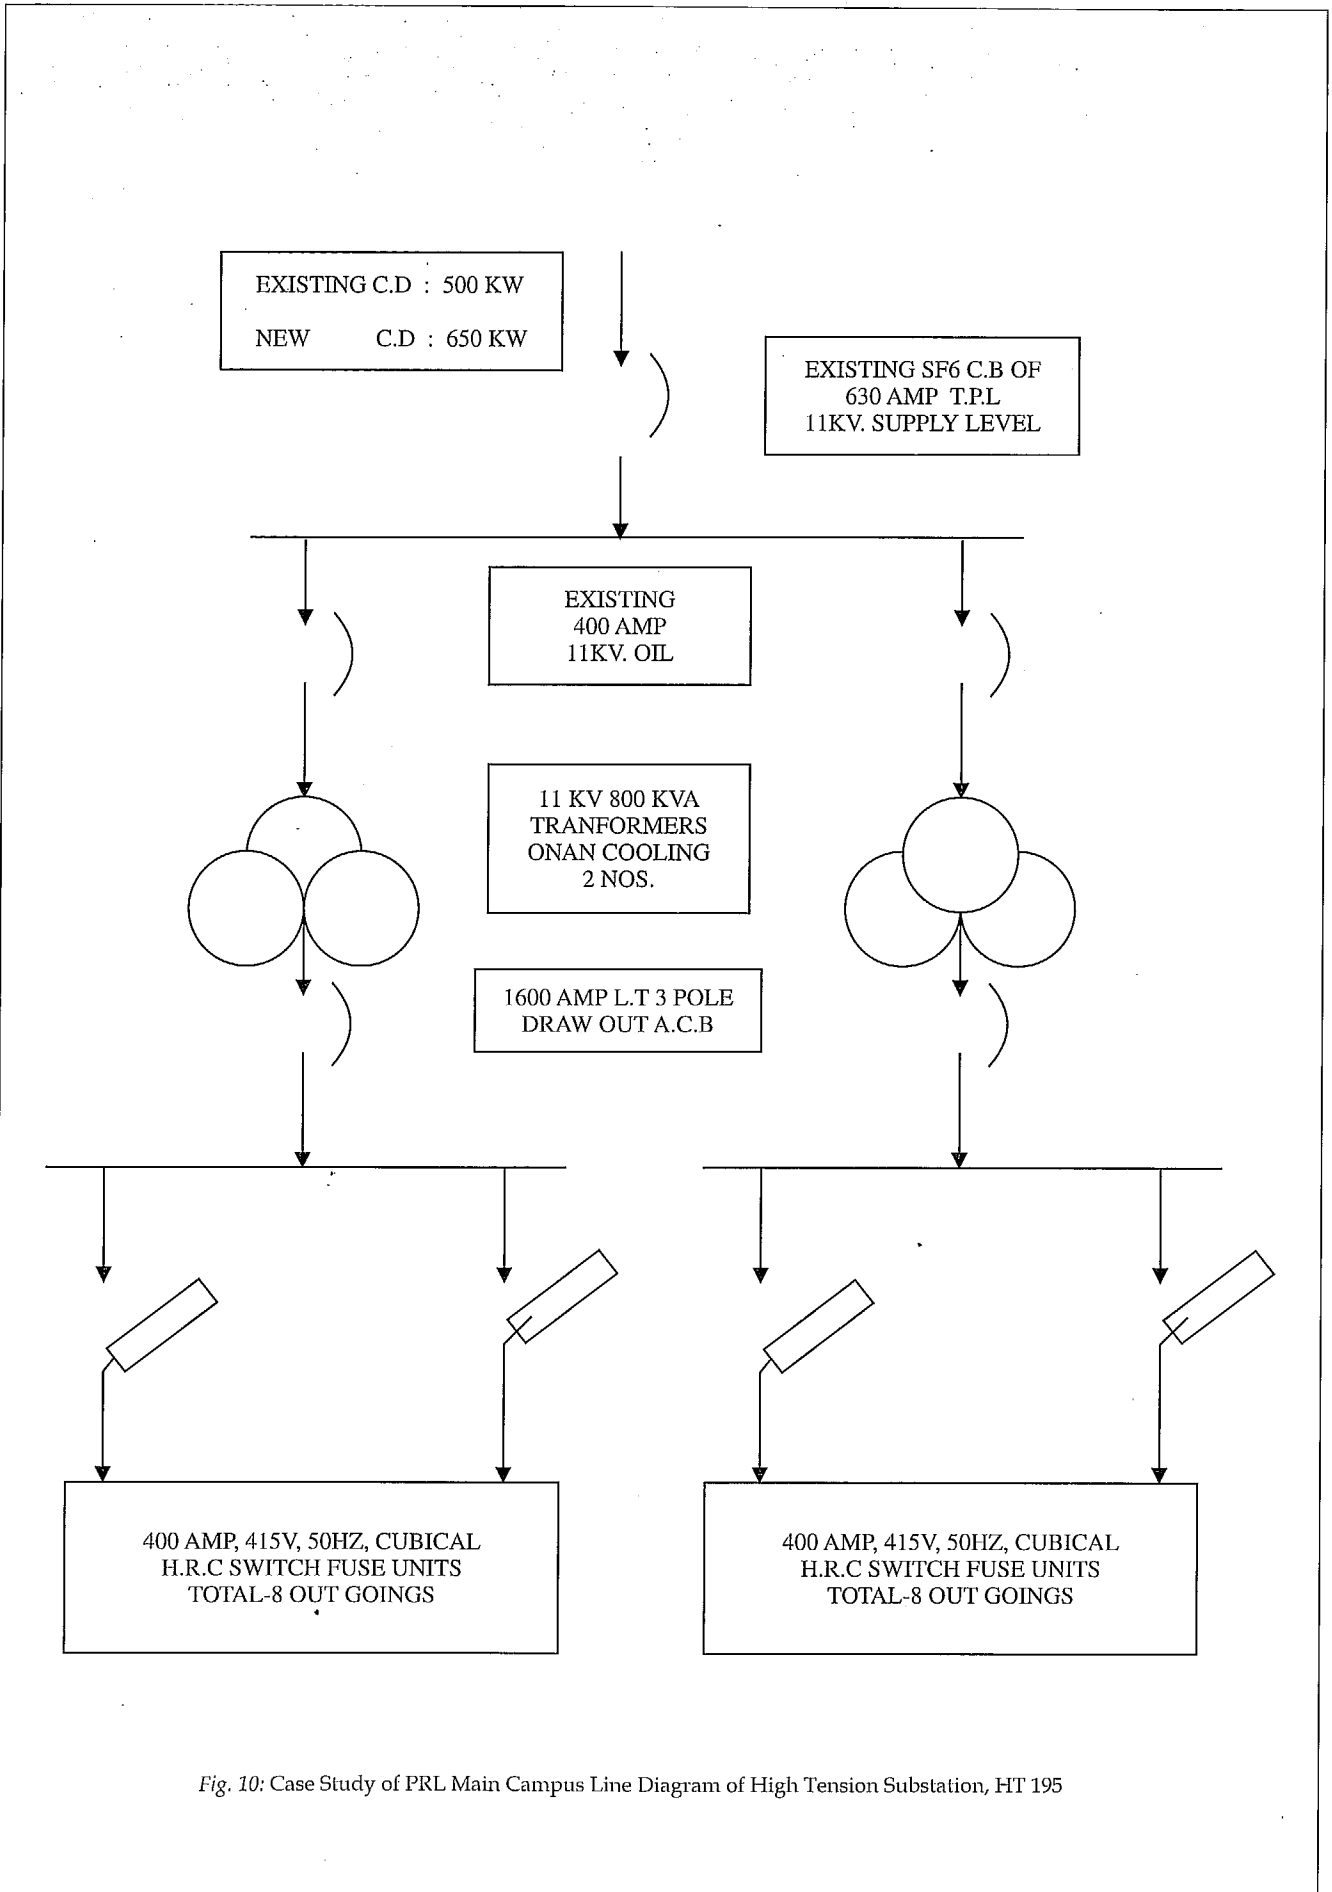 EXISTING C.D : 500 KW
NEW C.D : 650 KW
EXISTING SF6 C.B OF
630 AMP T.P.L
11KV. SUPPLY LEVEL
EXISTING
400 AMP
11KV. OIL
11 KV 800 KVA
TRANFORMERS
ONAN COOLING
2 NOS.
1600 AMP L.T 3 POLE
DRAW OUT A.C.B
400 AMP, 415V, 50HZ, CUBICAL
H.R.C SWITCH FUSE UNITS
TOTAL-8 OUT GOINGS
400 AMP, 415V, 50HZ, CUBICAL
H.R.C SWITCH FUSE UNITS
TOTAL-8 OUT GOINGS
Fig. 10: Case Study of PRL Main Campus Line Diagram of High Tension Substation, HT 195